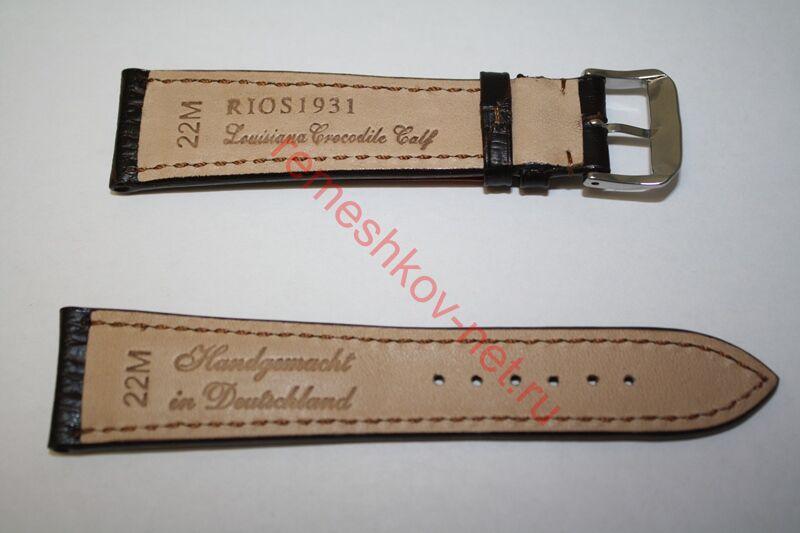 22M
RIOS1931
Louisiana Crocodile Calf
22M
Handgemacht
in Deutschland
remeshkov-net.ru